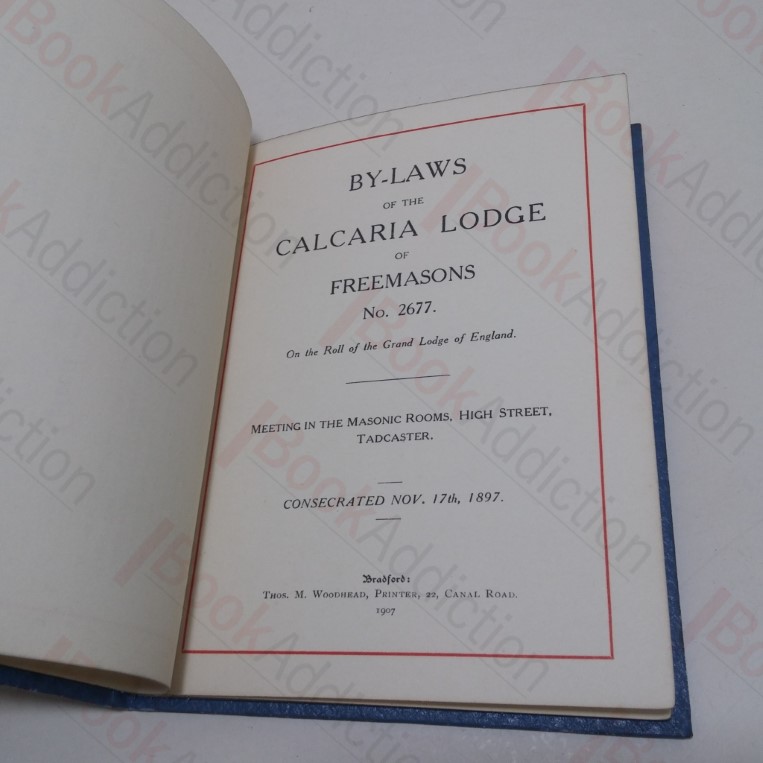 BY-LAWS
OF THE
CALCARIA LODGE
OF
FREEMASONS
No. 2677.
On the Roll of the Grand Lodge of England.
MEETING IN THE MASONIC ROOMS, HIGH STREET,
TADCASTER.
CONSECRATED NOV. 17th, 1897.
Bradford:
THOS. M. WOODHEAD, PRINTER, 22, CANAL ROAD.
1907
BookAddiction